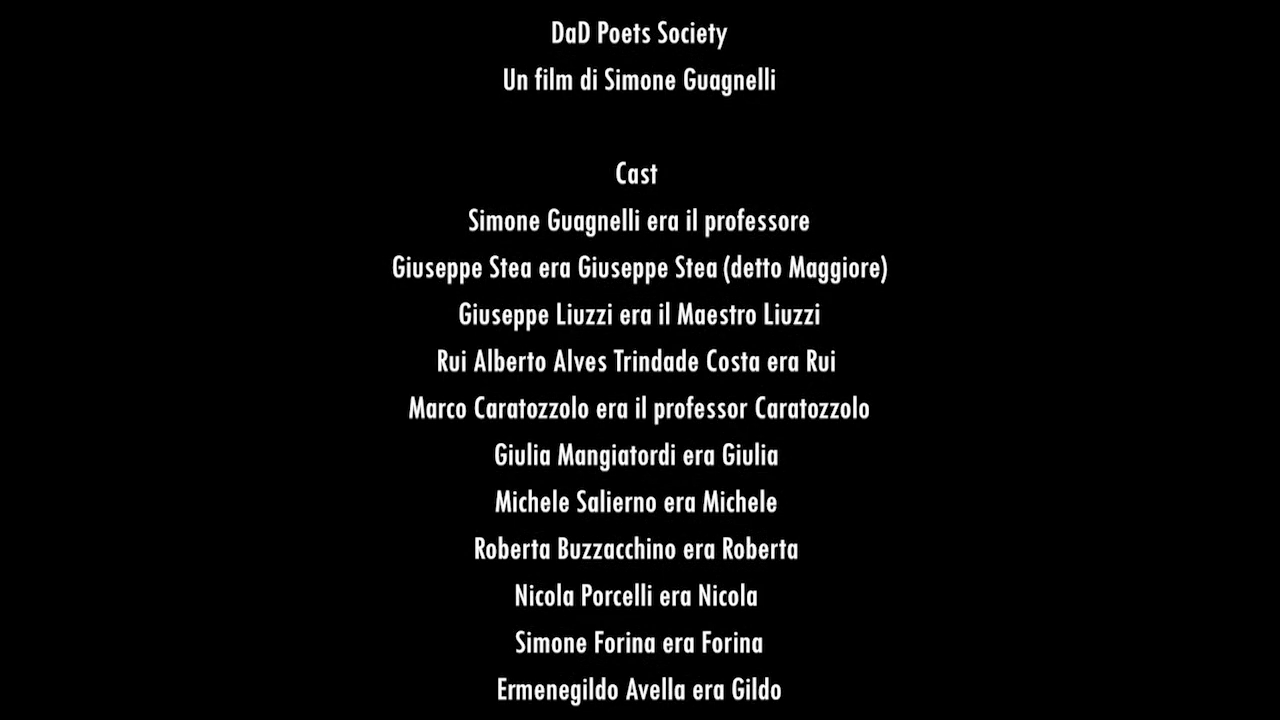 DaD Poets Society
Un film di Simone Guagnelli
Cast
Simone Guagnelli era il professore
Giuseppe Stea era Giuseppe Stea (detto Maggiore)
Giuseppe Liuzzi era il Maestro Liuzzi
Rui Alberto Alves Trindade Costa era Rui
Marco Caratozzolo era il professor Caratozzolo
Giulia Mangiatordi era Giulia
Michele Salierno era Michele
Roberta Buzzacchino era Roberta
Nicola Porcelli era Nicola
Simone Forina era Forina
Ermenegildo Avella era Gildo